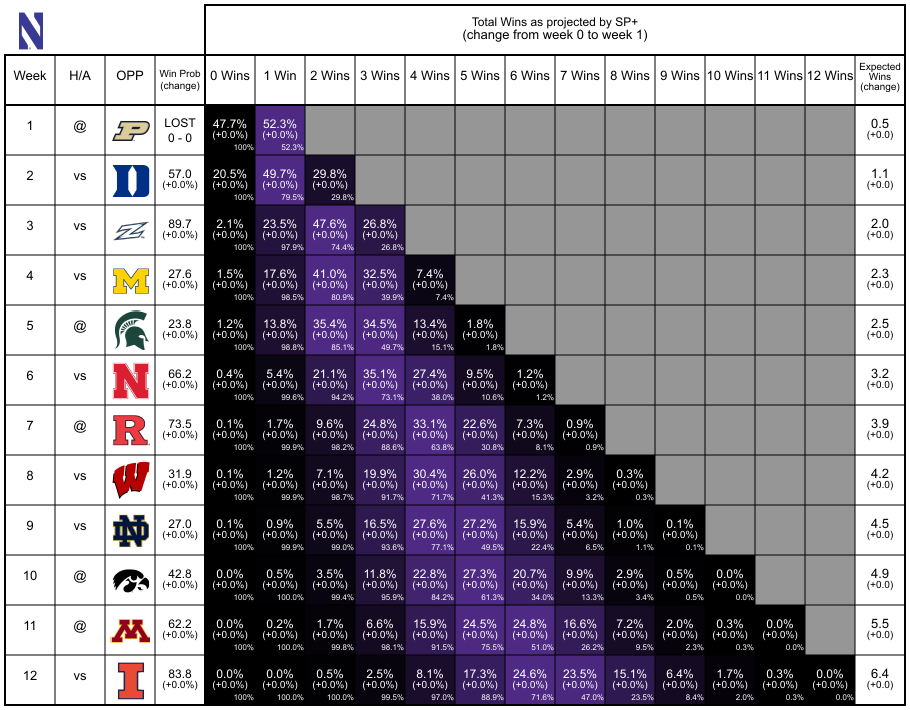 N
Total Wins as projected by SP+
(change from week 0 to week 1)
Week H/A OPP Win Prob (change) 0 Wins 1 Win 2 Wins 3 Wins 4 Wins 5 Wins 6 Wins 7 Wins 8 Wins 9 Wins 10 Wins 11 Wins 12 Wins Expected Wins (change)
1 @ P LOST 47.7% 52.3% 0.5
0 - 0 (+0.0%) (+0.0%) (+0.0)
100% 52.3%
2 vs D 57.0 20.5% 49.7% 29.8% 1.1
(+0.0%) (+0.0%) (+0.0%) (+0.0%) (+0.0)
100% 79.5% 29.8%
3 vs Z 89.7 2.1% 23.5% 47.6% 26.8% 2.0
(+0.0%) (+0.0%) (+0.0%) (+0.0%) (+0.0%) (+0.0)
100% 97.9% 74.4% 26.8%
4 vs M 27.6 1.5% 17.6% 41.0% 32.5% 7.4% 2.3
(+0.0%) (+0.0%) (+0.0%) (+0.0%) (+0.0%) (+0.0%) (+0.0)
100% 98.5% 80.9% 39.9% 7.4%
5 @ 23.8 1.2% 13.8% 35.4% 34.5% 13.4% 1.8% 2.5
(+0.0%) (+0.0%) (+0.0%) (+0.0%) (+0.0%) (+0.0%) (+0.0%) (+0.0)
100% 98.8% 85.1% 49.7% 15.1% 1.8%
6 vs N 66.2 0.4% 5.4% 21.1% 35.1% 27.4% 9.5% 1.2% 3.2
(+0.0%) (+0.0%) (+0.0%) (+0.0%) (+0.0%) (+0.0%) (+0.0%) (+0.0%) (+0.0)
100% 99.6% 94.2% 73.1% 38.0% 10.6% 1.2%
7 @ R 73.5 0.1% 1.7% 9.6% 24.8% 33.1% 22.6% 7.3% 0.9% 3.9
(+0.0%) (+0.0%) (+0.0%) (+0.0%) (+0.0%) (+0.0%) (+0.0%) (+0.0%) (+0.0%) (+0.0)
100% 99.9% 98.2% 88.6% 63.8% 30.8% 8.1% 0.9%
8 vs W 31.9 0.1% 1.2% 7.1% 19.9% 30.4% 26.0% 12.2% 2.9% 0.3% 4.2
(+0.0%) (+0.0%) (+0.0%) (+0.0%) (+0.0%) (+0.0%) (+0.0%) (+0.0%) (+0.0%) (+0.0%) (+0.0)
100% 99.9% 98.7% 91.7% 71.7% 41.3% 15.3% 3.2% 0.3%
9 vs ND 27.0 0.1% 0.9% 5.5% 16.5% 27.6% 27.2% 15.9% 5.4% 1.0% 0.1% 4.5
(+0.0%) (+0.0%) (+0.0%) (+0.0%) (+0.0%) (+0.0%) (+0.0%) (+0.0%) (+0.0%) (+0.0%) (+0.0%) (+0.0)
100% 99.9% 99.0% 93.6% 77.1% 49.5% 22.4% 6.5% 1.1% 0.1%
10 @ 42.8 0.0% 0.5% 3.5% 11.8% 22.8% 27.3% 20.7% 9.9% 2.9% 0.5% 0.0% 4.9
(+0.0%) (+0.0%) (+0.0%) (+0.0%) (+0.0%) (+0.0%) (+0.0%) (+0.0%) (+0.0%) (+0.0%) (+0.0%) (+0.0%) (+0.0)
100% 100.0% 99.4% 95.9% 84.2% 61.3% 34.0% 13.3% 3.4% 0.5% 0.0%
11 @ M 62.2 0.0% 0.2% 1.7% 6.6% 15.9% 24.5% 24.8% 16.6% 7.2% 2.0% 0.3% 0.0% 5.5
(+0.0%) (+0.0%) (+0.0%) (+0.0%) (+0.0%) (+0.0%) (+0.0%) (+0.0%) (+0.0%) (+0.0%) (+0.0%) (+0.0%) (+0.0%) (+0.0)
100% 100.0% 99.8% 98.1% 91.5% 75.5% 51.0% 26.2% 9.5% 2.3% 0.3% 0.0%
12 vs I 83.8 0.0% 0.0% 0.5% 2.5% 8.1% 17.3% 24.6% 23.5% 15.1% 6.4% 1.7% 0.3% 0.0% 6.4
(+0.0%) (+0.0%) (+0.0%) (+0.0%) (+0.0%) (+0.0%) (+0.0%) (+0.0%) (+0.0%) (+0.0%) (+0.0%) (+0.0%) (+0.0%) (+0.0%) (+0.0)
100% 100.0% 100.0% 99.5% 97.0% 88.9% 71.6% 47.0% 23.5% 8.4% 2.0% 0.3% 0.0%